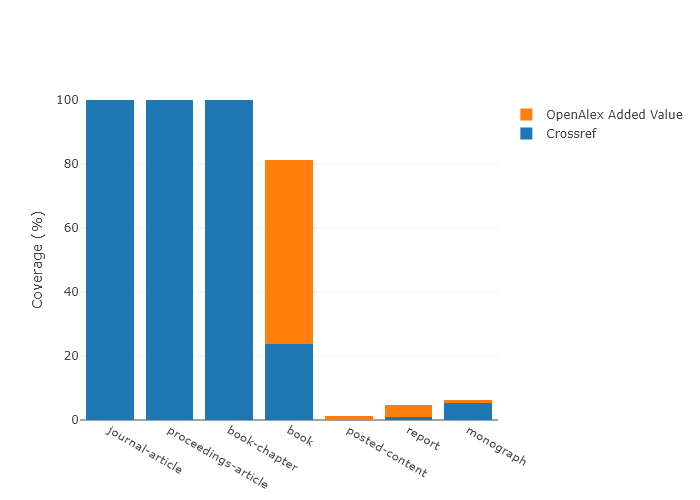 100
80
60
40
20
0
Coverage (%)
journal-article
proceedings-article
book-chapter
book
posted-content
report
monograph
OpenAlex Added Value
Crossref